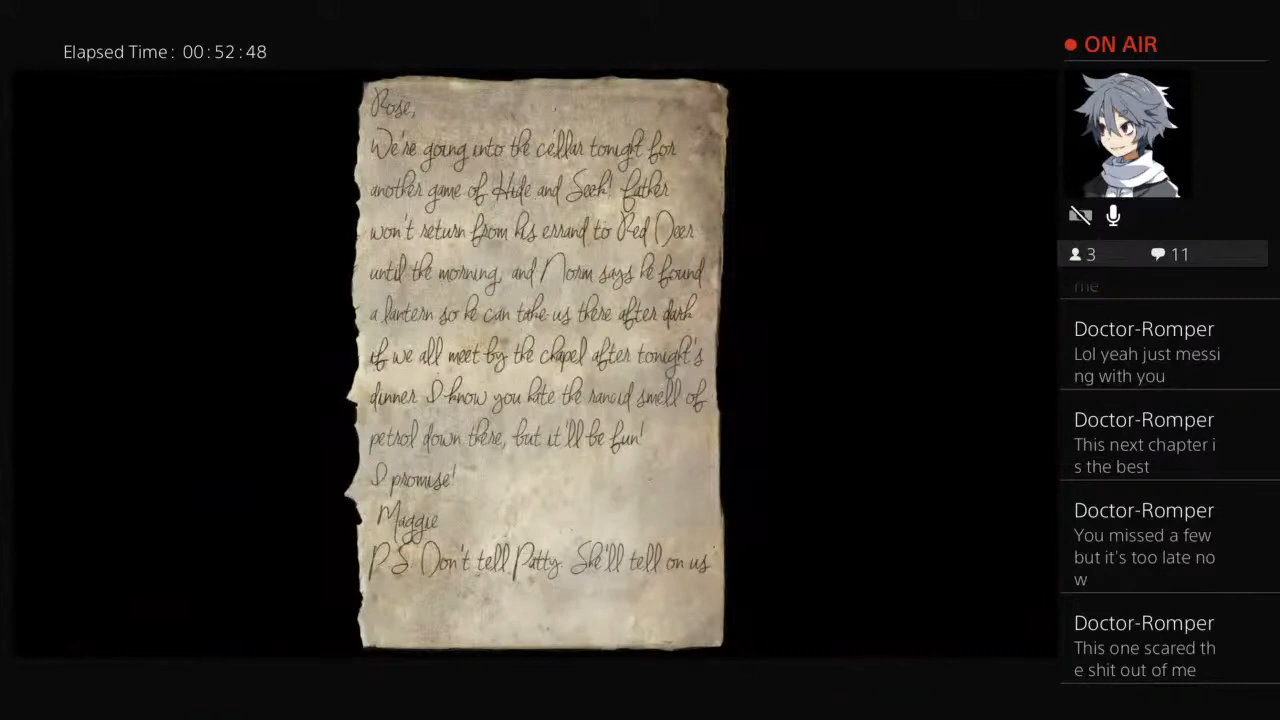 Elapsed Time: 00:52:48
Rose,
We're going into the cellar tonight for
another game of Hide and Seek! Father
won't return from his errand to Red Deer
until the morning, and Norm says he found
a lantern so he can take us there after dark
if we all meet by the chapel after tonight's
dinner. I know you hate the rancid smell of
petrol down there, but it'll be fun!
I promise!
Maggie
P.S. Don't tell Patty. She'll tell on us
ON AIR
3 11
me
Doctor-Romper
Lol yeah just messi
ng with you
Doctor-Romper
This next chapter i
s the best
Doctor-Romper
You missed a few
but it's too late no
w
Doctor-Romper
This one scared th
e shit out of me